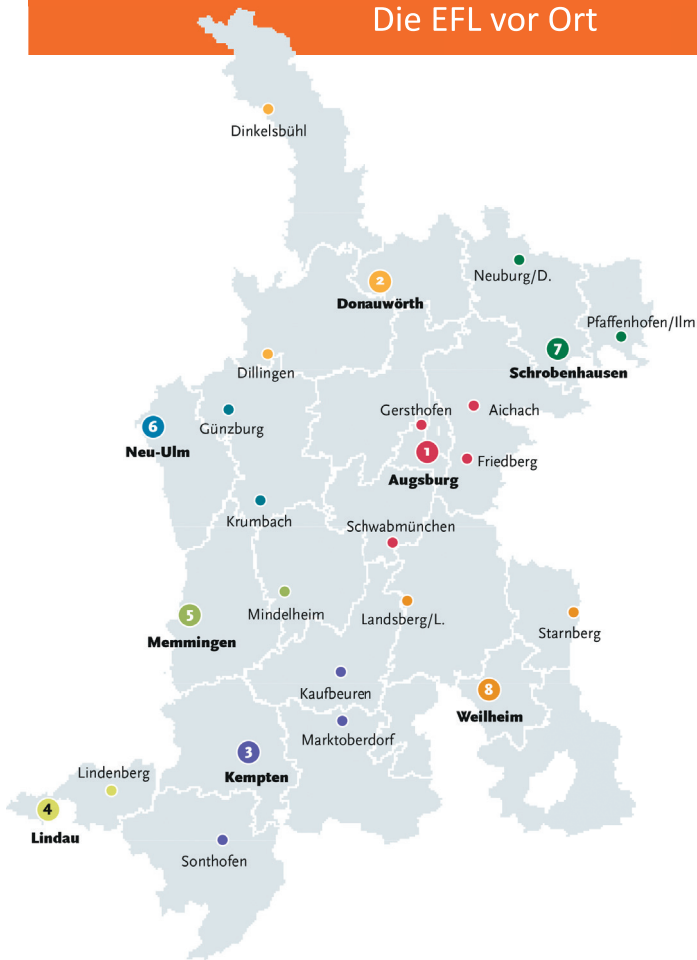 Die EFL vor Ort
Dinkelsbühl
Neuburg/D.
2
Donauwörth
Pfaffenhofen/Ilm
7
Schrobenhausen
Dillingen
Gersthofen
Aichach
6
Günzburg
Neu-Ulm
1
Friedberg
Augsburg
Krumbach
Schwabmünchen
5
Mindelheim
Landsberg/L.
Starnberg
Memmingen
Kaufbeuren
8
Weilheim
Marktoberdorf
3
Kempten
Lindenberg
4
Lindau
Sonthofen